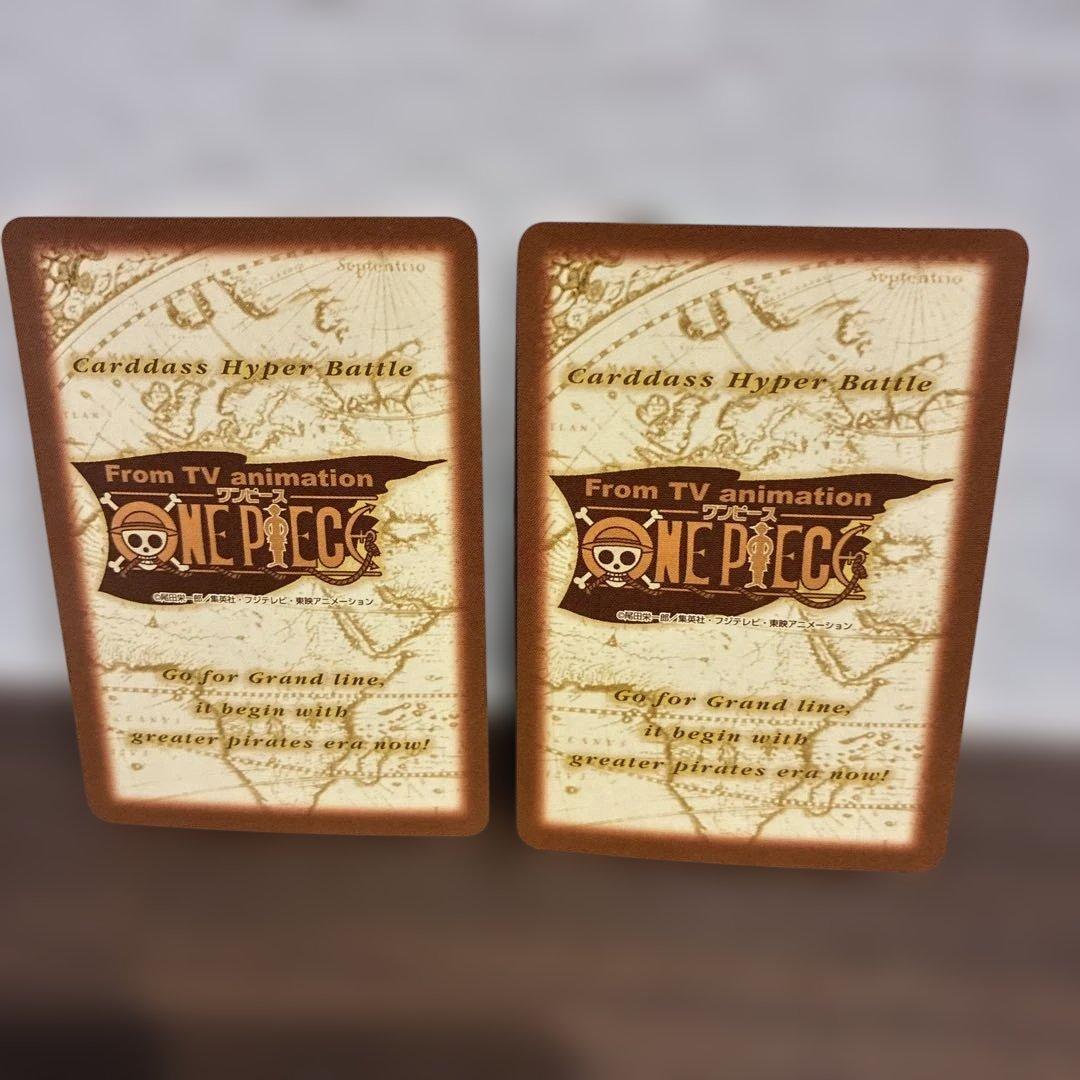 Septentrio
Carddass Hyper Battle
From TV animation
ワンピース
ONE PIECE
©尾田栄一郎／集英社・フジテレビ・東映アニメーション
Go for Grand line,
it begin with
greater pirates era now!
Septentrio
Carddass Hyper Battle
From TV animation
ワンピース
ONE PIECE
©尾田栄一郎／集英社・フジテレビ・東映アニメーション
Go for Grand line,
it begin with
greater pirates era now!